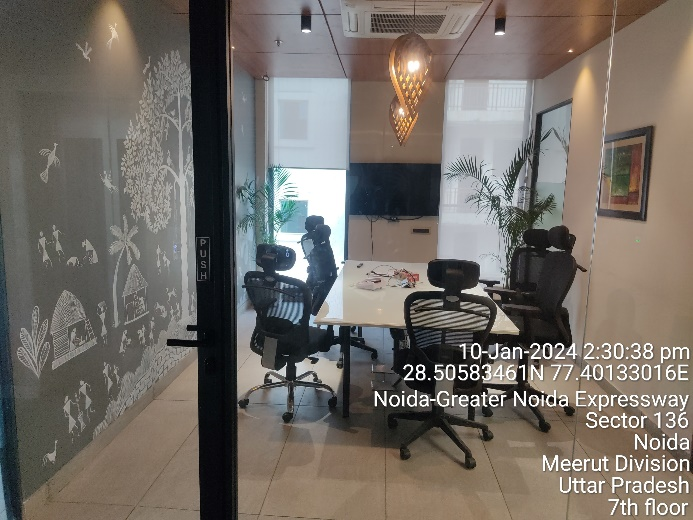 PUSH
10-Jan-2024 2:30:38 pm
28.50583461N 77.40133016E
Noida-Greater Noida Expressway
Sector 136
Noida
Meerut Division
Uttar Pradesh
7th floor